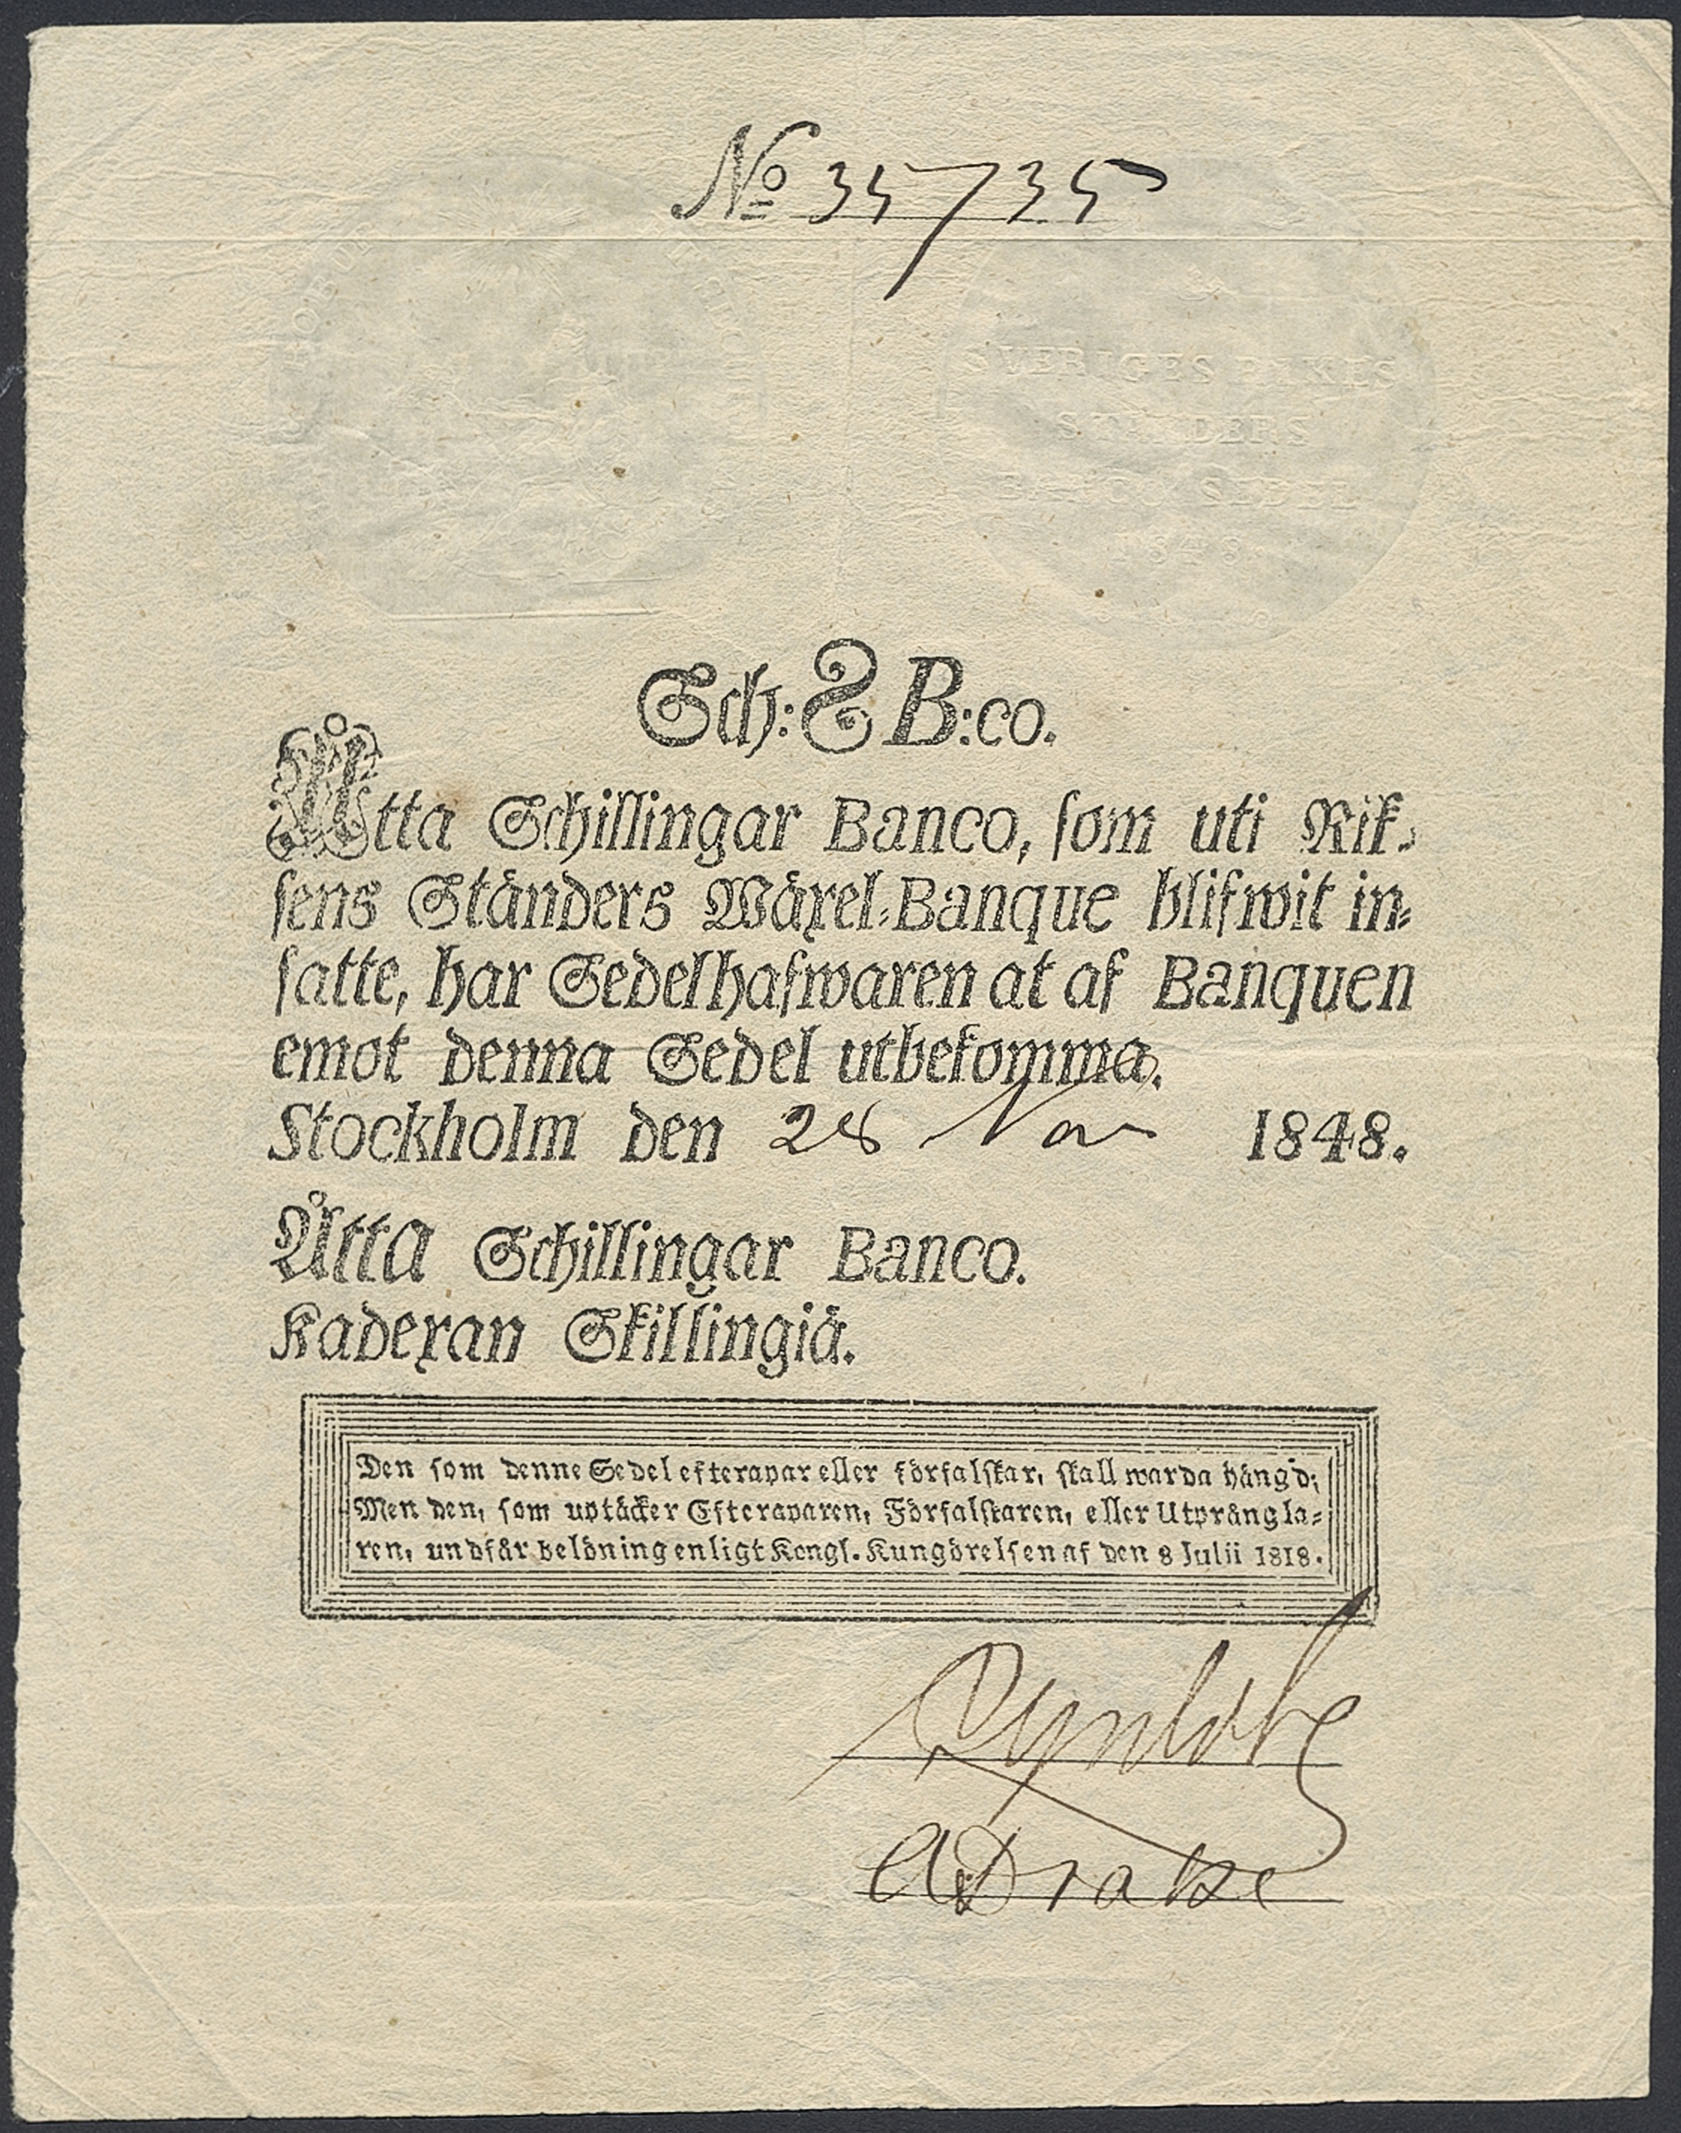 No 35735
SVERIGES RIKES
STÄNDERS
BANCO SEDEL
1848
Sch: 8 B:co.
Åtta Schillingar Banco, som uti Rik-
sens Ständers Wäxel-Banque blifwit in-
satte, har Sedelhafwaren at af Banquen
emot denna Sedel utbekomma.
Stockholm den 28 Nov 1848.
Åtta Schillingar Banco.
Kadexan Skillingiä.
Den som denne Sedel efterapar eller förfalskar, skall warda hängd;
Men den, som uptäcker Efteraparen, Förfalskaren, eller Utprångla-
ren, undfår belöning enligt Kongl. Kungörelsen af den 8 Julii 1818.
A Drake